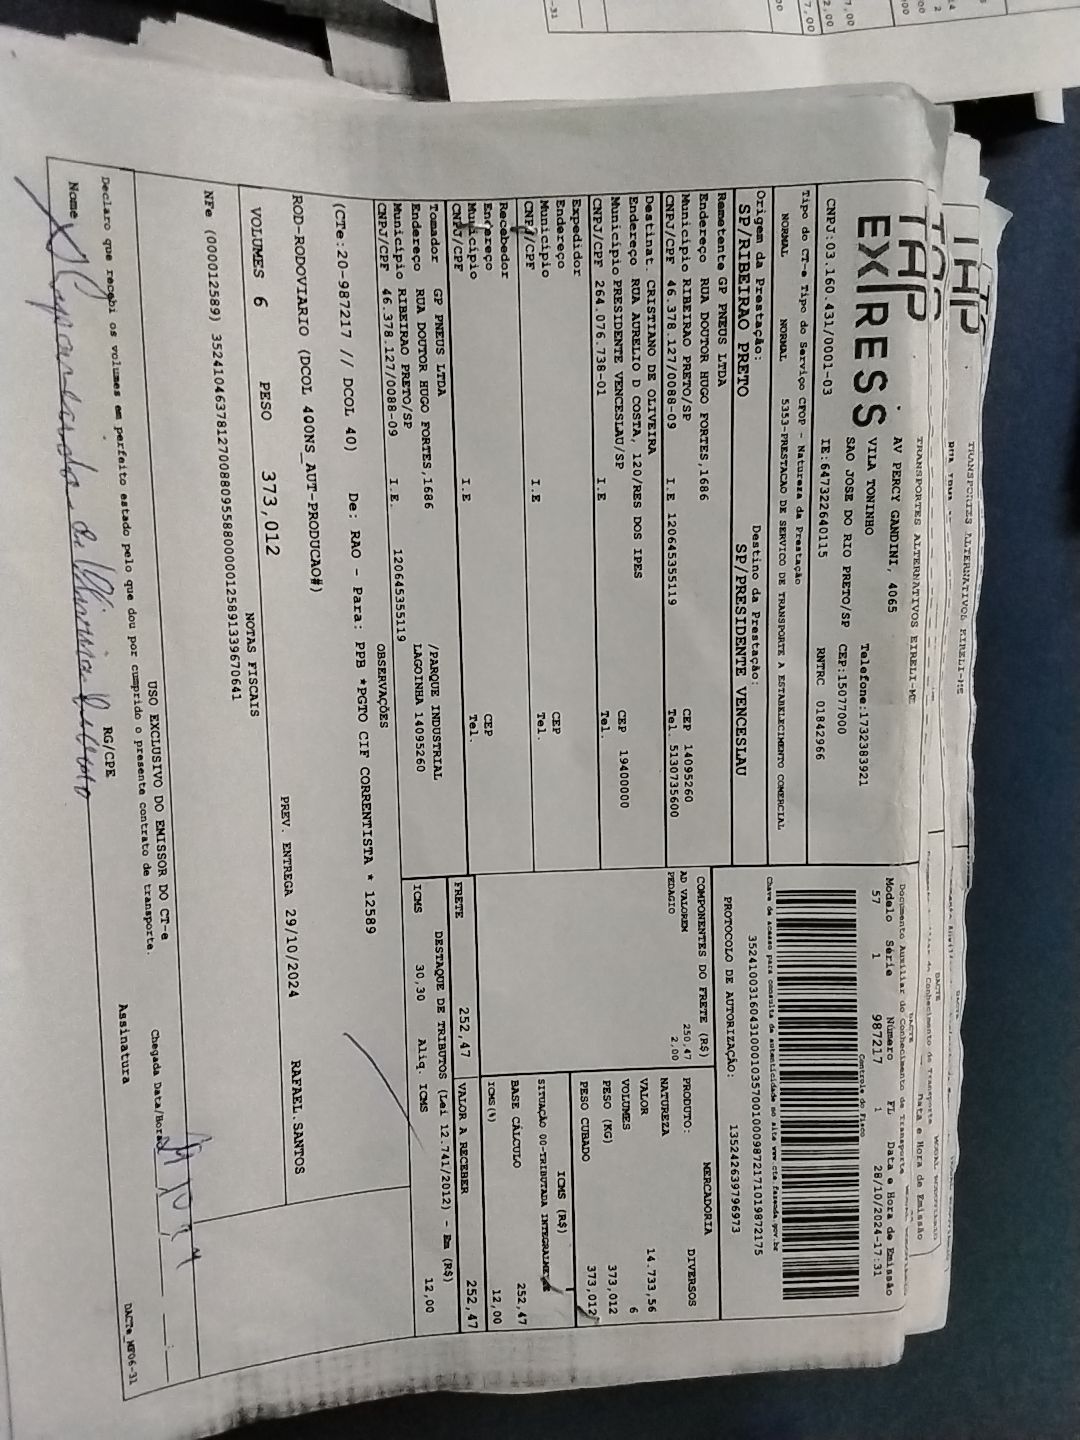 TAP
EXPRESS
TRANSPORTES ALTERNATIVOS EIRELI-ME
AV PERCY GANDINI, 4065
VILA TONINHO
SAO JOSE DO RIO PRETO/SP
Telefone:1732383921
CEP:15077000
CNPJ:03.160.431/0001-03
IE:647322640115
RNTRC 01842966
Documento Auxiliar do Conhecimento de Transporte
Modelo Série Número FL Data e Hora de Emissão
57 1 987217 1 28/10/2024-17:31
Controle do Fisco
Chave de acesso para consulta de autenticidade no site www.cte.fazenda.gov.br
PROTOCOLO DE AUTORIZAÇÃO: 135242639796973
Tipo do CT-e Tipo do Serviço CFOP - Natureza da Prestação
NORMAL NORMAL 5353-PRESTACAO DE SERVICO DE TRANSPORTE A ESTABELECIMENTO COMERCIAL
Origem da Prestação: Destino da Prestação:
SP/RIBEIRAO PRETO SP/PRESIDENTE VENCESLAU
Remetente GP PNEUS LTDA
Endereço RUA DOUTOR HUGO FORTES,1686
Município RIBEIRAO PRETO/SP CEP 14095260
CNPJ/CPF 46.378.127/0088-09 I.E 120645355119 Tel. 5130735600
Destinat. CRISTIANO DE OLIVEIRA
Endereço RUA AURELIO D COSTA, 120/RES DOS IPES
Município PRESIDENTE VENCESLAU/SP CEP 19400000
CNPJ/CPF 264.076.738-01 I.E Tel.
Expedidor
Endereço
Município CEP
CNPJ/CPF I.E Tel.
Recebedor
Endereço
Município CEP
CNPJ/CPF I.E Tel.
Tomador GP PNEUS LTDA /PARQUE INDUSTRIAL
Endereço RUA DOUTOR HUGO FORTES,1686 LAGOINHA 14095260
Município RIBEIRAO PRETO/SP
CNPJ/CPF 46.378.127/0088-09 I.E. 120645355119
COMPONENTES DO FRETE (R$)
AD VALOREM 250,47
PEDAGIO 2,00
MERCADORIA
PRODUTO: DIVERSOS
NATUREZA
VALOR 14.733,56
VOLUMES 6
PESO (KG) 373,012
PESO CUBADO 373,012
ICMS (R$)
SITUAÇÃO 00-TRIBUTADA INTEGRALMENTE
BASE CÁLCULO 252,47
ICMS(%) 12,00
FRETE 252,47 VALOR A RECEBER 252,47
DESTAQUE DE TRIBUTOS (Lei 12.741/2012) - Em (R$)
ICMS 30,30 Aliq. ICMS 12,00
OBSERVAÇÕES
(CTe:20-987217 // DCOL 40) De: RAO - Para: PPB *PGTO CIF CORRENTISTA * 12589
ROD-RODOVIARIO (DCOL 4QONS_AUT-PRODUCAO#)
VOLUMES 6 PESO 373,012 PREV. ENTREGA 29/10/2024 RAFAEL.SANTOS
NOTAS FISCAIS
USO EXCLUSIVO DO EMISSOR DO CT-e
Declaro que recebi os volumes em perfeito estado pelo que dou por cumprido o presente contrato de transporte.
Chegada Data/Hora
Nome RG/CPF Assinatura
DACTe_MF06-31